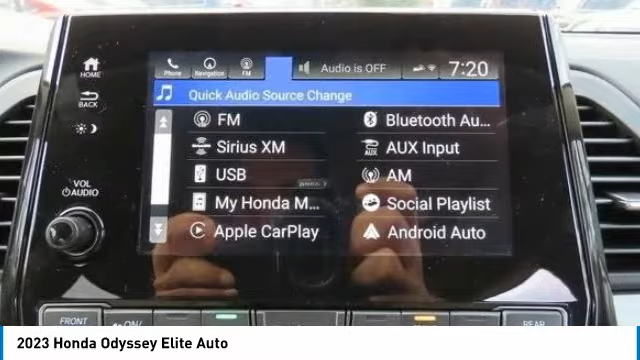 HOME
BACK
VOL
AUDIO
Phone
Navigation
FM
Audio is OFF
7:20
Quick Audio Source Change
FM
Bluetooth Au...
Sirius XM
AUX Input
USB
AM
My Honda M...
Social Playlist
Apple CarPlay
Android Auto
FRONT
ON/
REAR
2023 Honda Odyssey Elite Auto